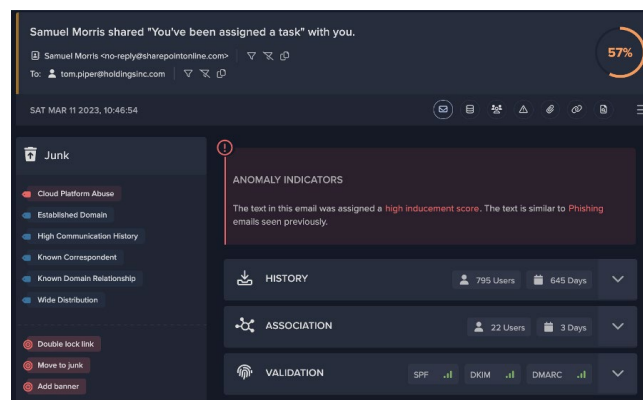 Samuel Morris shared "You've been assigned a task" with you.
Samuel Morris <no-reply@sharepointonline.com>
To: tom.piper@holdingsinc.com
57%
SAT MAR 11 2023, 10:46:54
Junk
Cloud Platform Abuse
Established Domain
High Communication History
Known Correspondent
Known Domain Relationship
Wide Distribution
Double lock link
Move to junk
Add banner
ANOMALY INDICATORS
The text in this email was assigned a high inducement score. The text is similar to Phishing
emails seen previously.
HISTORY 795 Users 645 Days
ASSOCIATION 22 Users 3 Days
VALIDATION SPF DKIM DMARC